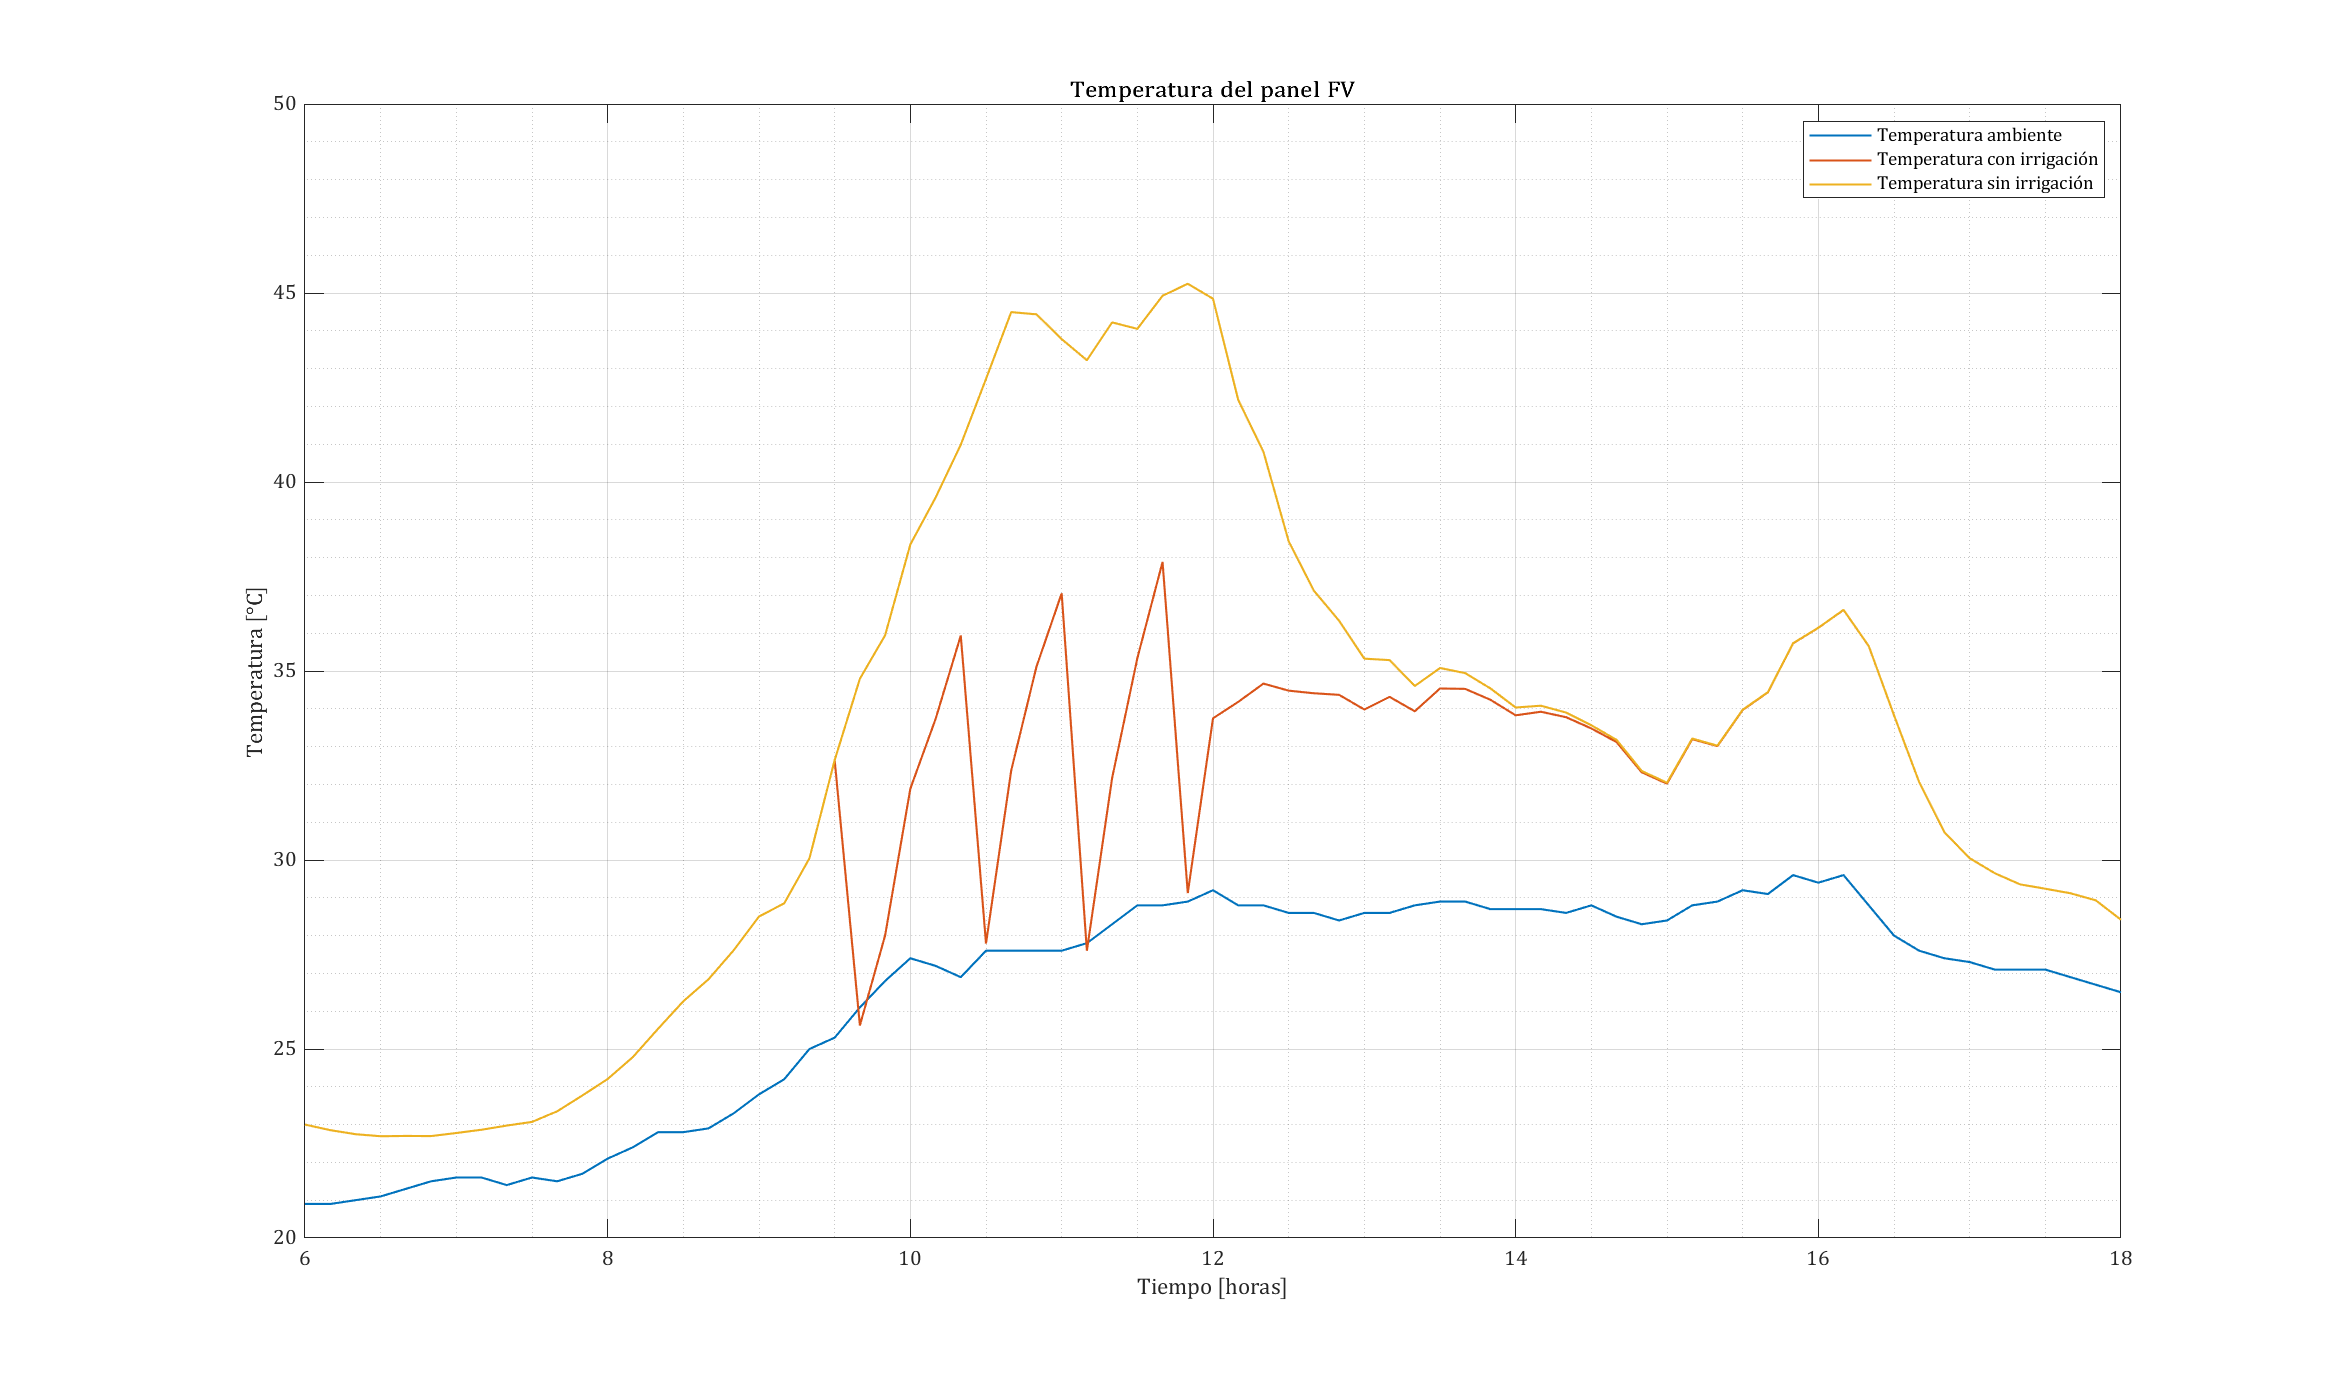 Temperatura del panel FV
50
45
40
35
30
25
20
Temperatura [°C]
Temperatura ambiente
Temperatura con irrigación
Temperatura sin irrigación
6 8 10 12 14 16 18
Tiempo [horas]